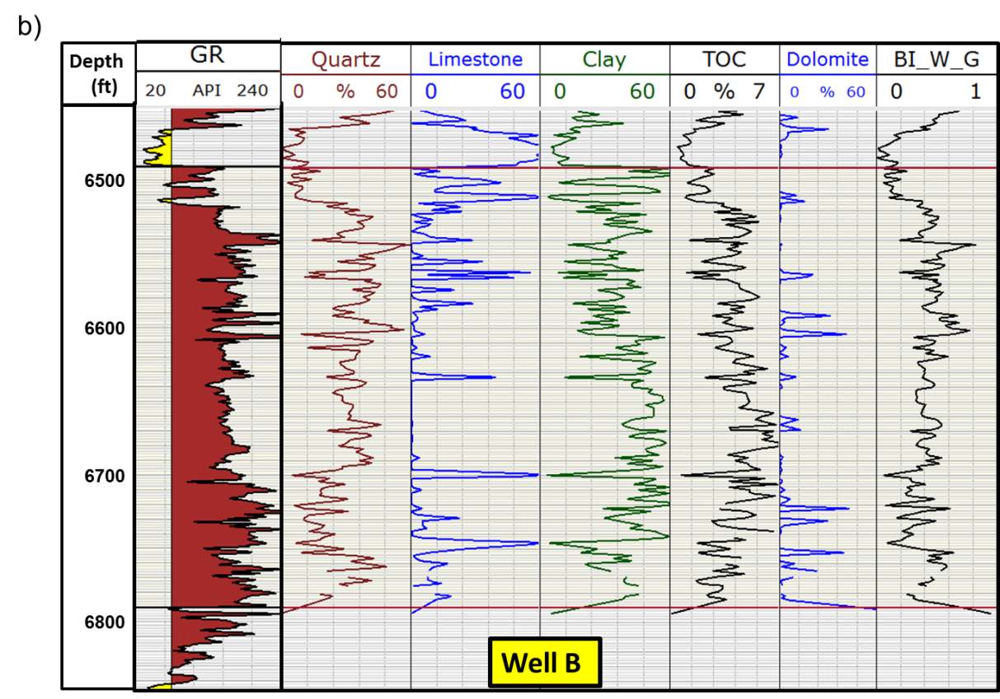 b)
Depth (ft)
GR
Quartz
Limestone
Clay
TOC
Dolomite
BI_W_G
20 API 240
0 % 60
0 60
0 60
0 % 7
0 % 60
0 1
6500
6600
6700
6800
Well B